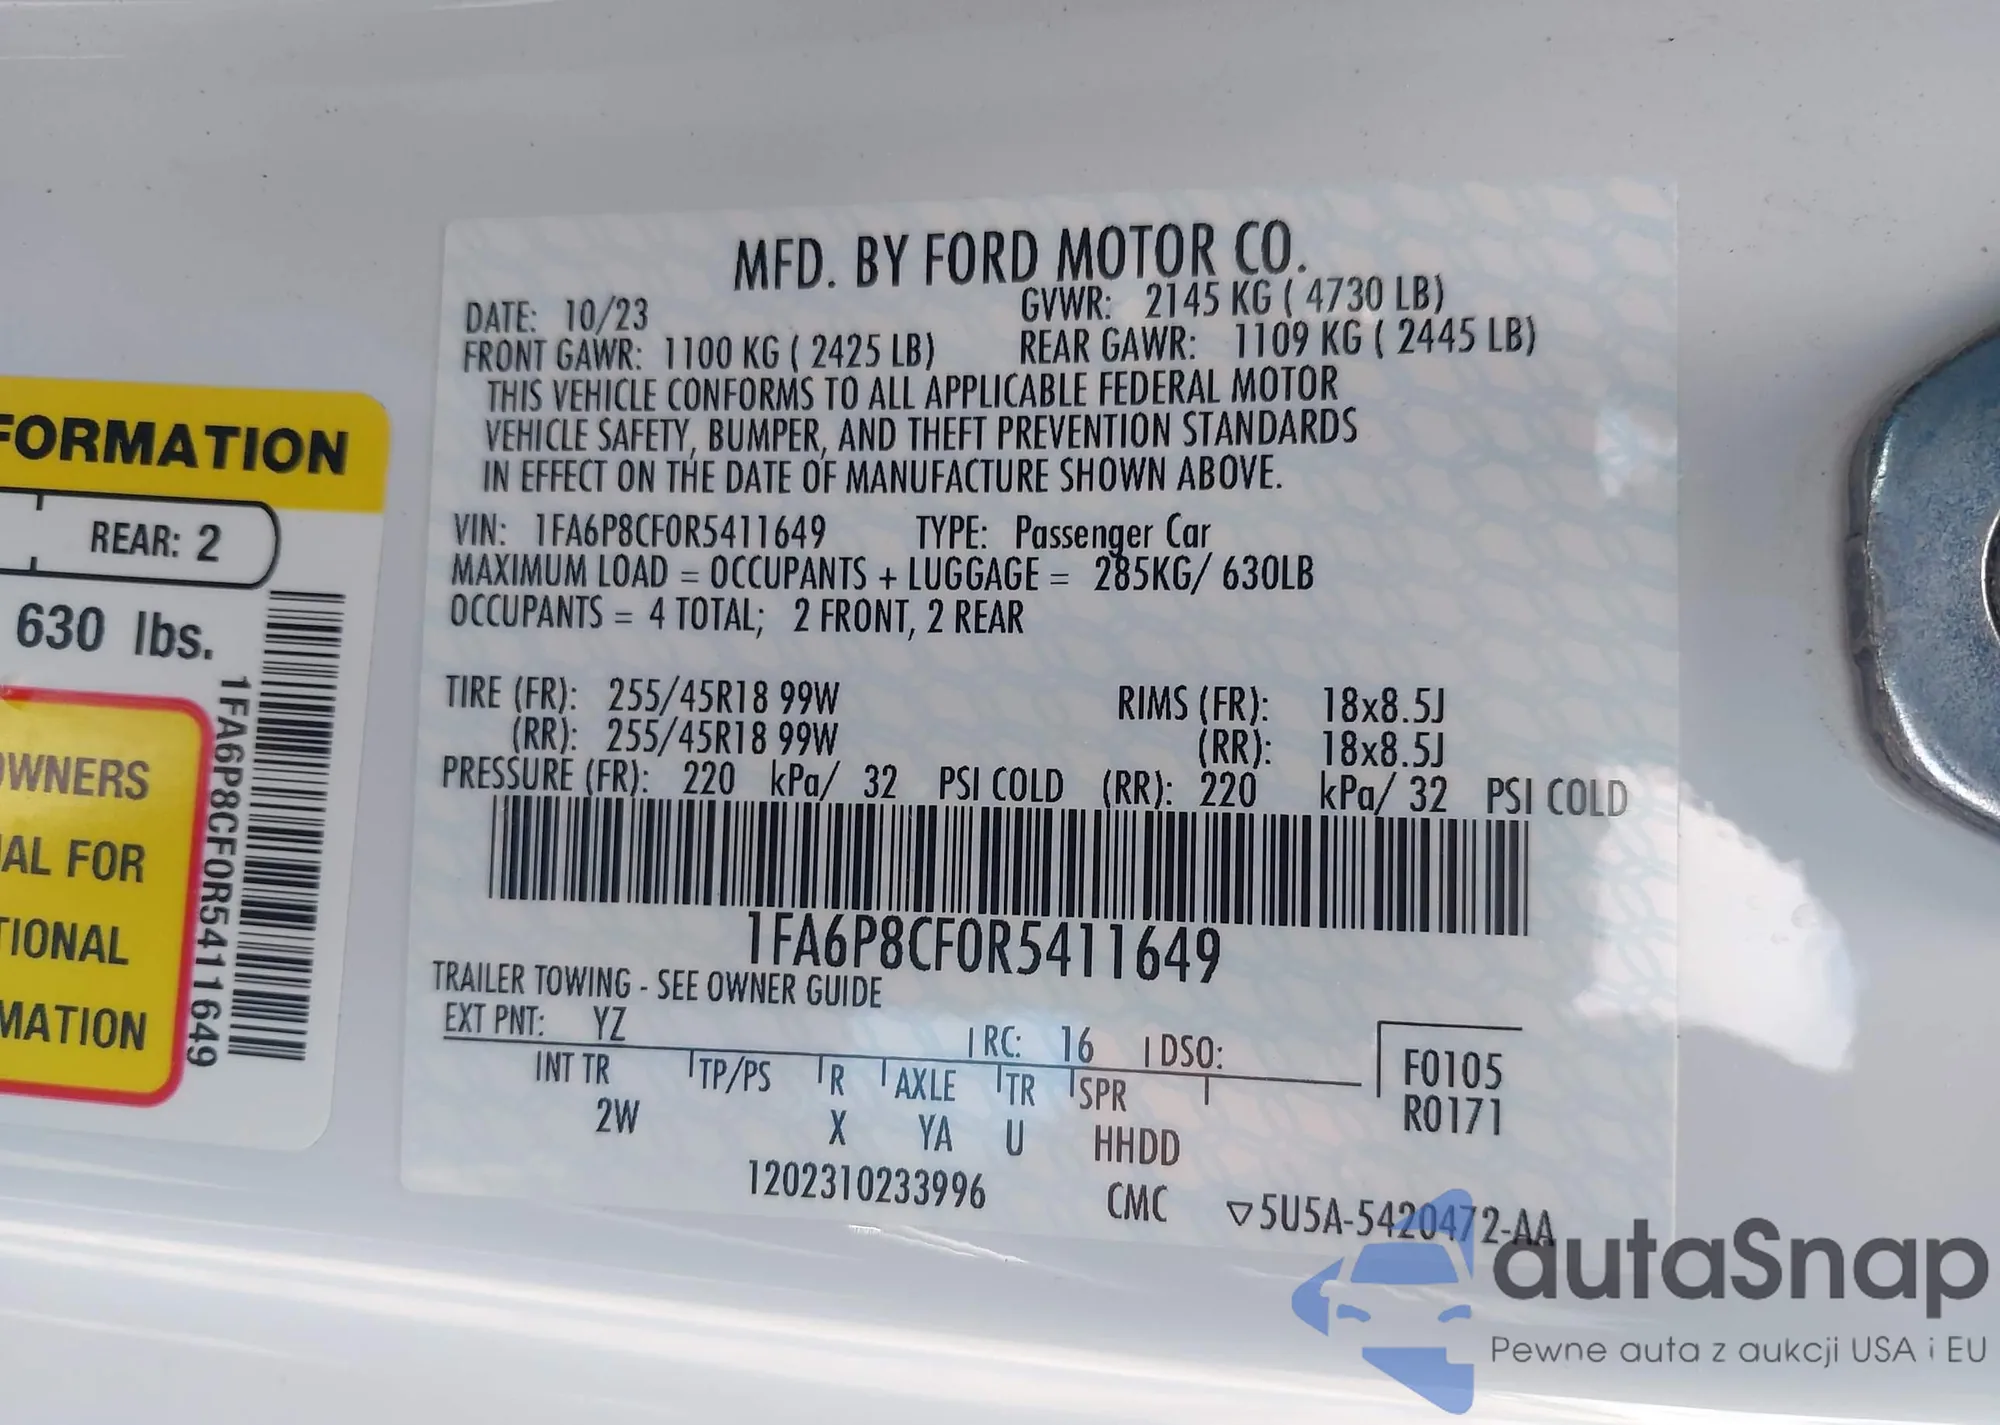 FORMATION
REAR: 2
630 lbs.
1FA6P8CF0R5411649
OWNERS
FOR
MFD. BY FORD MOTOR CO.
DATE: 10/23 GVWR: 2145 KG ( 4730 LB)
FRONT GAWR: 1100 KG ( 2425 LB) REAR GAWR: 1109 KG ( 2445 LB)
THIS VEHICLE CONFORMS TO ALL APPLICABLE FEDERAL MOTOR
VEHICLE SAFETY, BUMPER, AND THEFT PREVENTION STANDARDS
IN EFFECT ON THE DATE OF MANUFACTURE SHOWN ABOVE.
VIN: 1FA6P8CF0R5411649 TYPE: Passenger Car
MAXIMUM LOAD = OCCUPANTS + LUGGAGE = 285KG/ 630LB
OCCUPANTS = 4 TOTAL; 2 FRONT, 2 REAR
TIRE (FR): 255/45R18 99W RIMS (FR): 18x8.5J
(RR): 255/45R18 99W (RR): 18x8.5J
PRESSURE (FR): 220 kPa/ 32 PSI COLD (RR): 220 kPa/ 32 PSI COLD
1FA6P8CF0R5411649
TRAILER TOWING - SEE OWNER GUIDE
EXT PNT: YZ RC: 16 DSO:
F0105
R0171
INT TR TP/PS R AXLE TR SPR
2W X YA U HHDD
1202310233996 CMC ▽5U5A-5420472-AA
autaSnap
Pewne auta z aukcji USA i EU